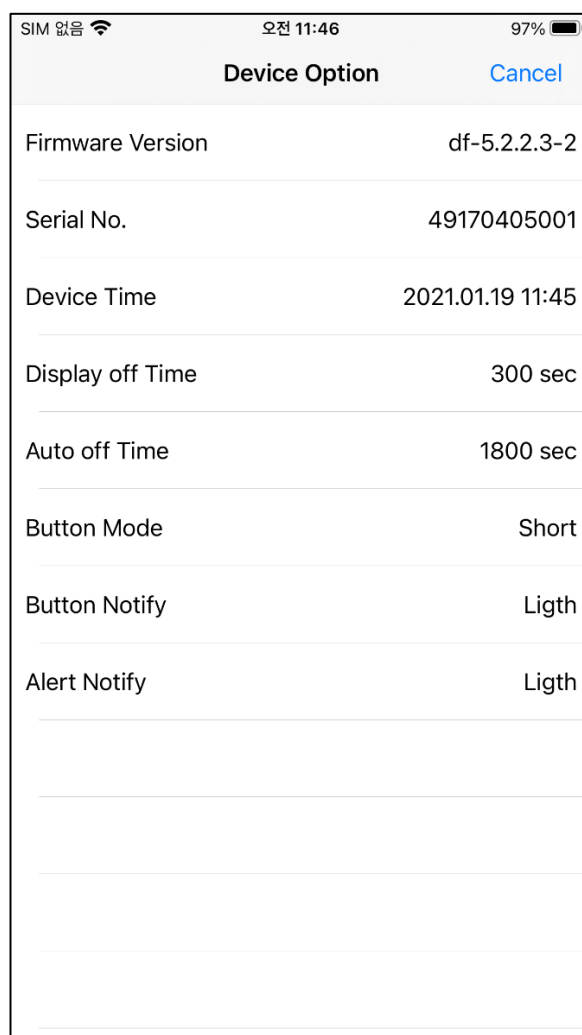 SIM 없음 오전 11:46 97%
Device Option Cancel
Firmware Version df-5.2.2.3-2
Serial No. 49170405001
Device Time 2021.01.19 11:45
Display off Time 300 sec
Auto off Time 1800 sec
Button Mode Short
Button Notify Ligth
Alert Notify Ligth